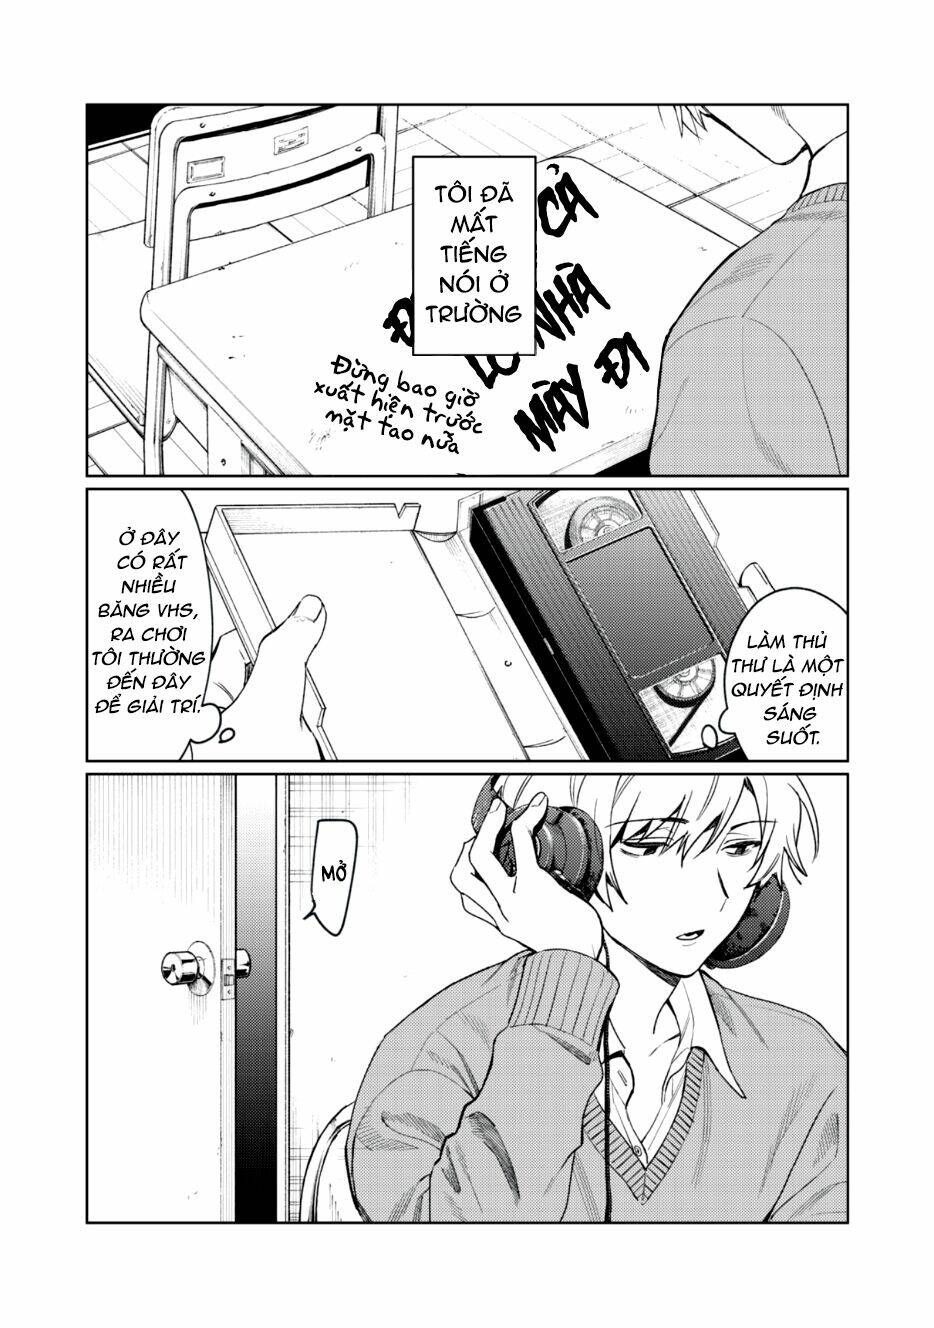 TÔI ĐÃ
MẤT
TIẾNG
NÓI Ở
TRƯỜNG
CẢ
NHÀ
MÀY ĐI
Đừng bao giờ
xuất hiện trước
mặt tao nữa
LÀM THỦ
THƯ LÀ MỘT
QUYẾT ĐỊNH
SÁNG
SUỐT.
Ở ĐÂY
CÓ RẤT
NHIỀU
BĂNG VHS,
RA CHƠI
TÔI THƯỜNG
ĐẾN ĐÂY
ĐỂ GIẢI TRÍ.
MỞ